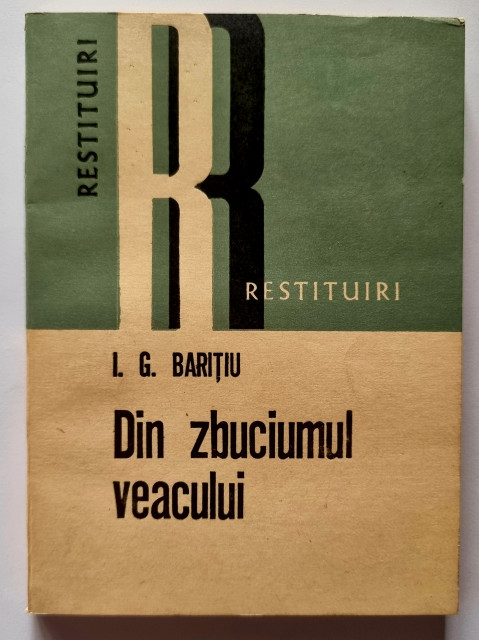 RESTITUIRI
R
RESTITUIRI
I. G. BARIȚIU
Din zbuciumul
veacului